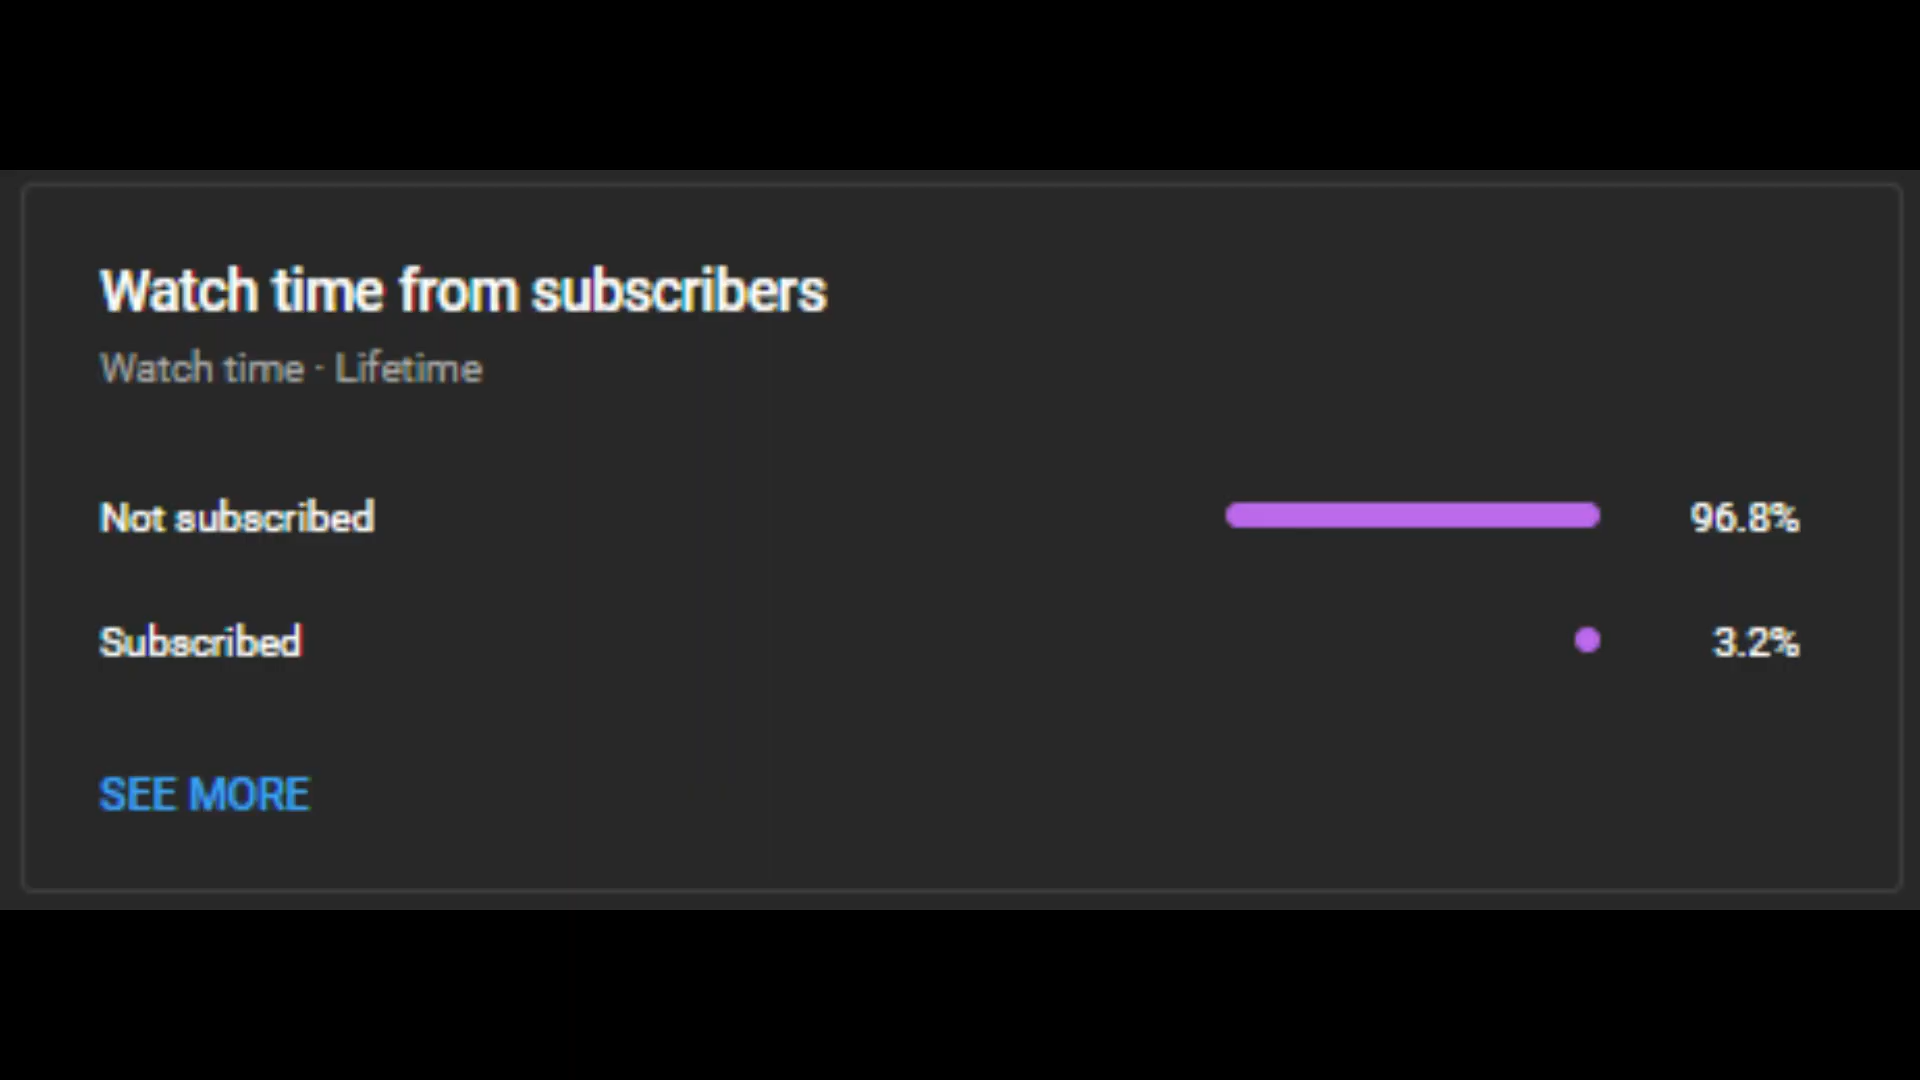 Watch time from subscribers
Watch time · Lifetime
Not subscribed 96.8%
Subscribed 3.2%
SEE MORE